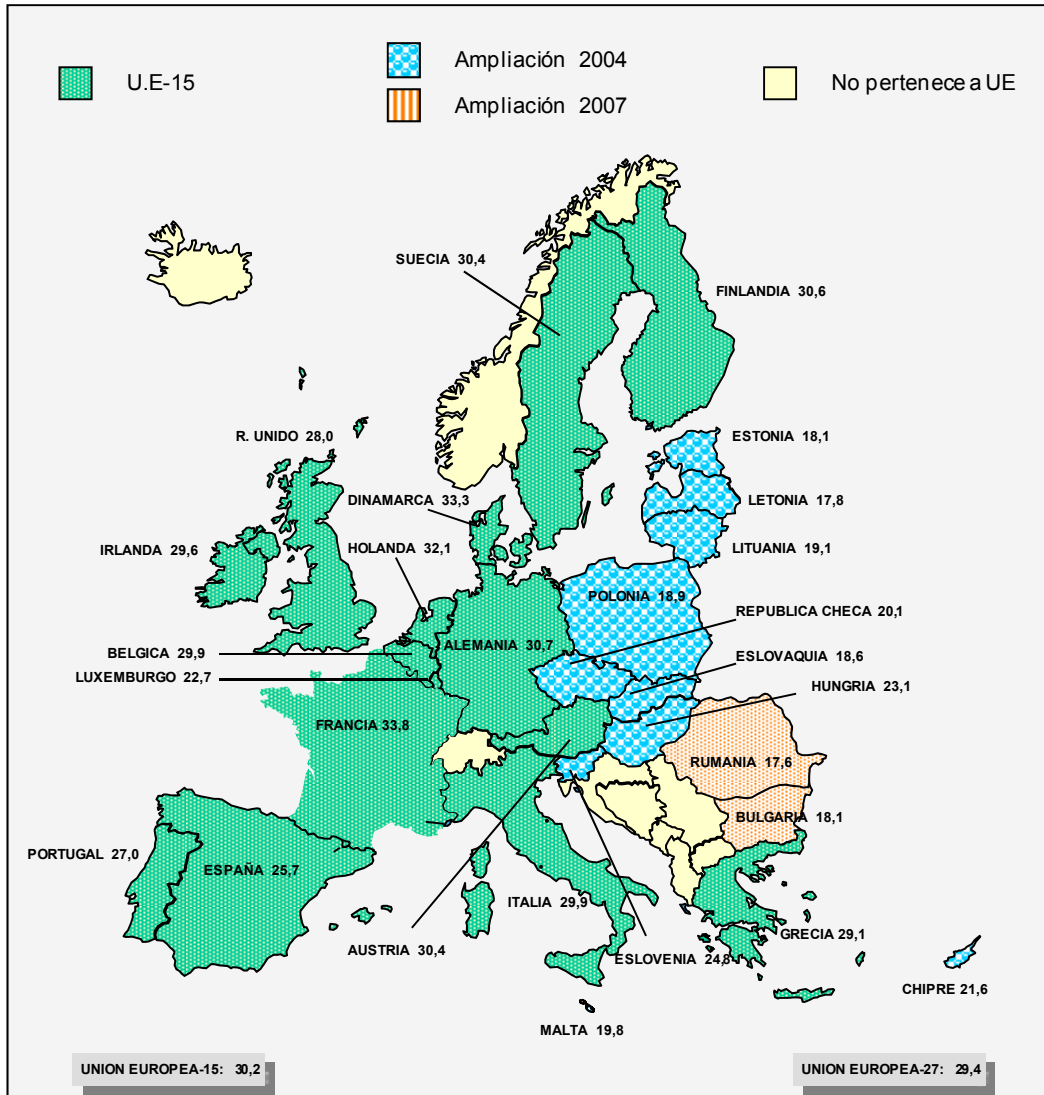 U.E-15
Ampliación 2004
Ampliación 2007
No pertenece a UE
SUECIA 30,4
FINLANDIA 30,6
R. UNIDO 28,0
ESTONIA 18,1
DINAMARCA 33,3
LETONIA 17,8
IRLANDA 29,6
HOLANDA 32,1
LITUANIA 19,1
POLONIA 18,9
REPUBLICA CHECA 20,1
BELGICA 29,9
ALEMANIA 30,7
ESLOVAQUIA 18,6
LUXEMBURGO 22,7
HUNGRIA 23,1
FRANCIA 33,8
RUMANIA 17,6
BULGARIA 18,1
PORTUGAL 27,0
ESPAÑA 25,7
ITALIA 29,9
GRECIA 29,1
AUSTRIA 30,4
ESLOVENIA 24,8
CHIPRE 21,6
MALTA 19,8
UNION EUROPEA-15: 30,2
UNION EUROPEA-27: 29,4